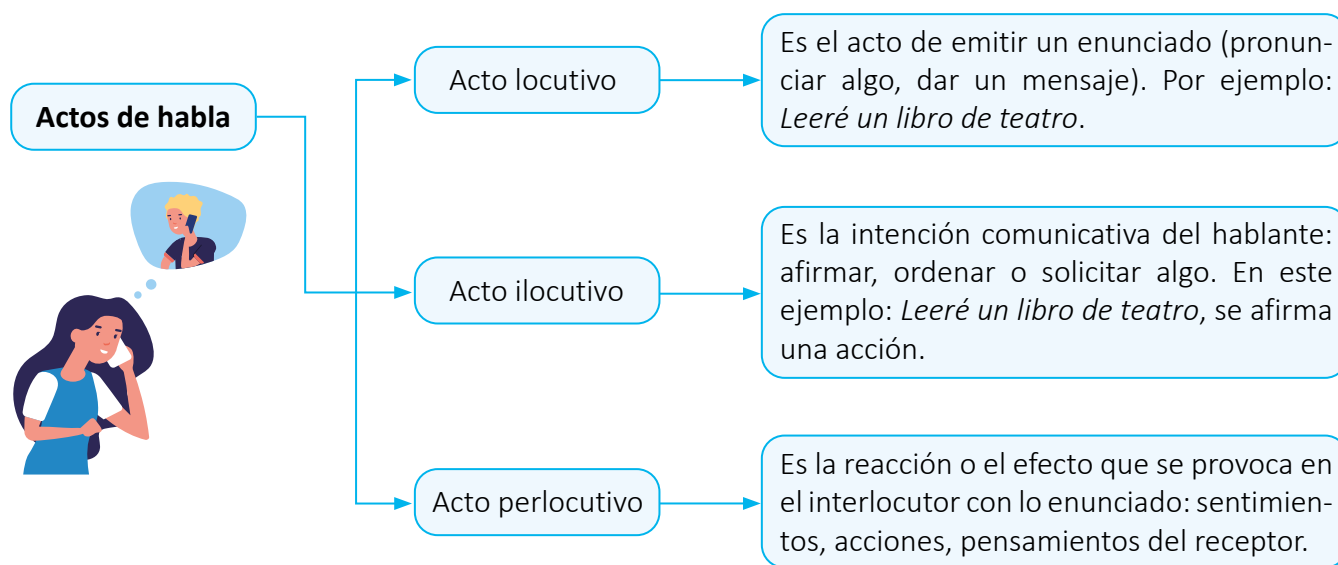 Actos de habla
Acto locutivo
Es el acto de emitir un enunciado (pronun-
ciar algo, dar un mensaje). Por ejemplo:
Leeré un libro de teatro.
Acto ilocutivo
Es la intención comunicativa del hablante:
afirmar, ordenar o solicitar algo. En este
ejemplo: Leeré un libro de teatro, se afirma
una acción.
Acto perlocutivo
Es la reacción o el efecto que se provoca en
el interlocutor con lo enunciado: sentimien-
tos, acciones, pensamientos del receptor.